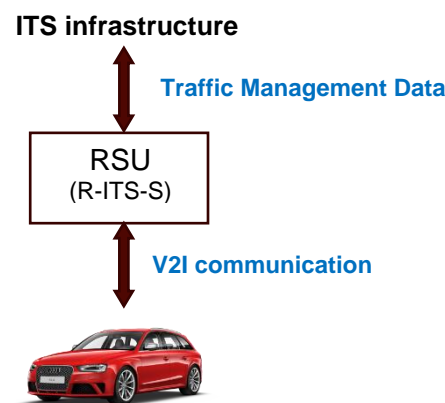 ITS infrastructure
Traffic Management Data
RSU
(R-ITS-S)
V2I communication